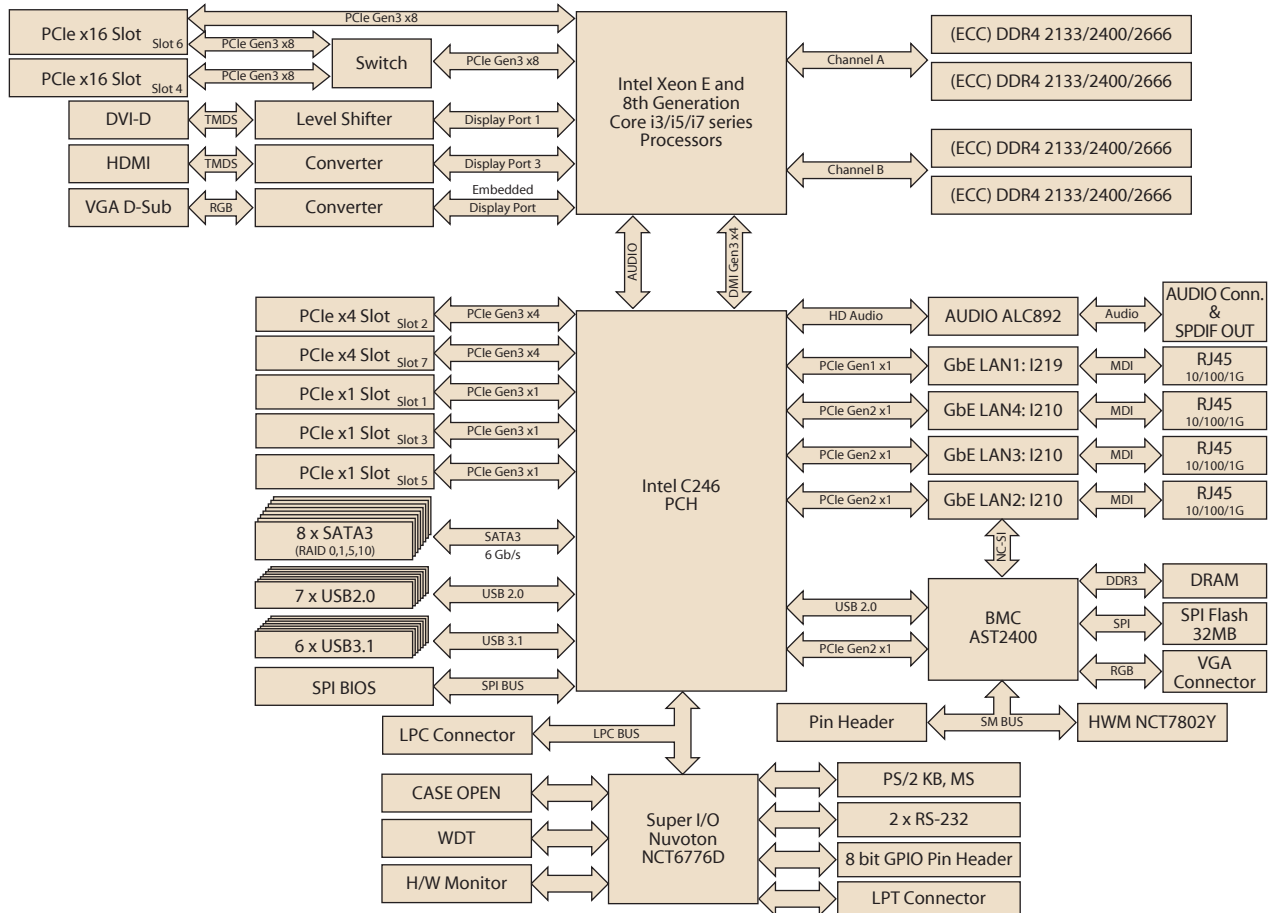 PCIe x16 Slot
Slot 6
PCIe Gen3 x8
PCIe Gen3 x8
PCIe x16 Slot
Slot 4
PCIe Gen3 x8
Switch
PCIe Gen3 x8
DVI-D
TMDS
Level Shifter
Display Port 1
HDMI
TMDS
Converter
Display Port 3
VGA D-Sub
RGB
Converter
Embedded
Display Port
Intel Xeon E and
8th Generation
Core i3/i5/i7 series
Processors
Channel A
(ECC) DDR4 2133/2400/2666
(ECC) DDR4 2133/2400/2666
Channel B
(ECC) DDR4 2133/2400/2666
(ECC) DDR4 2133/2400/2666
AUDIO
DMI Gen3 x4
PCIe x4 Slot
Slot 2
PCIe Gen3 x4
PCIe x4 Slot
Slot 7
PCIe Gen3 x4
PCIe x1 Slot
Slot 1
PCIe Gen3 x1
PCIe x1 Slot
Slot 3
PCIe Gen3 x1
PCIe x1 Slot
Slot 5
PCIe Gen3 x1
8 x SATA3
(RAID 0,1,5,10)
SATA3
6 Gb/s
7 x USB2.0
USB 2.0
6 x USB3.1
USB 3.1
SPI BIOS
SPI BUS
Intel C246
PCH
HD Audio
AUDIO ALC892
Audio
AUDIO Conn.
&
SPDIF OUT
PCIe Gen1 x1
GbE LAN1: I219
MDI
RJ45
10/100/1G
PCIe Gen2 x1
GbE LAN4: I210
MDI
RJ45
10/100/1G
PCIe Gen2 x1
GbE LAN3: I210
MDI
RJ45
10/100/1G
PCIe Gen2 x1
GbE LAN2: I210
MDI
RJ45
10/100/1G
NC-SI
USB 2.0
PCIe Gen2 x1
BMC
AST2400
DDR3
DRAM
SPI
SPI Flash
32MB
RGB
VGA
Connector
Pin Header
SM BUS
HWM NCT7802Y
LPC Connector
LPC BUS
CASE OPEN
WDT
H/W Monitor
Super I/O
Nuvoton
NCT6776D
PS/2 KB, MS
2 x RS-232
8 bit GPIO Pin Header
LPT Connector